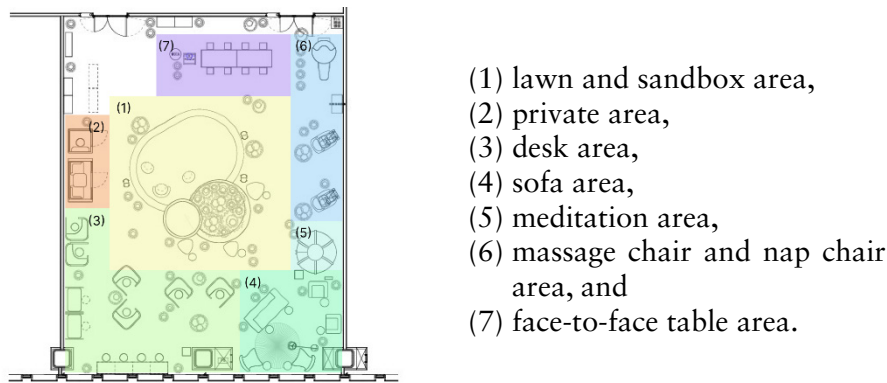 (7)
(6)
(1)
(2)
(3)
(5)
(4)
(1) lawn and sandbox area,
(2) private area,
(3) desk area,
(4) sofa area,
(5) meditation area,
(6) massage chair and nap chair
area, and
(7) face-to-face table area.